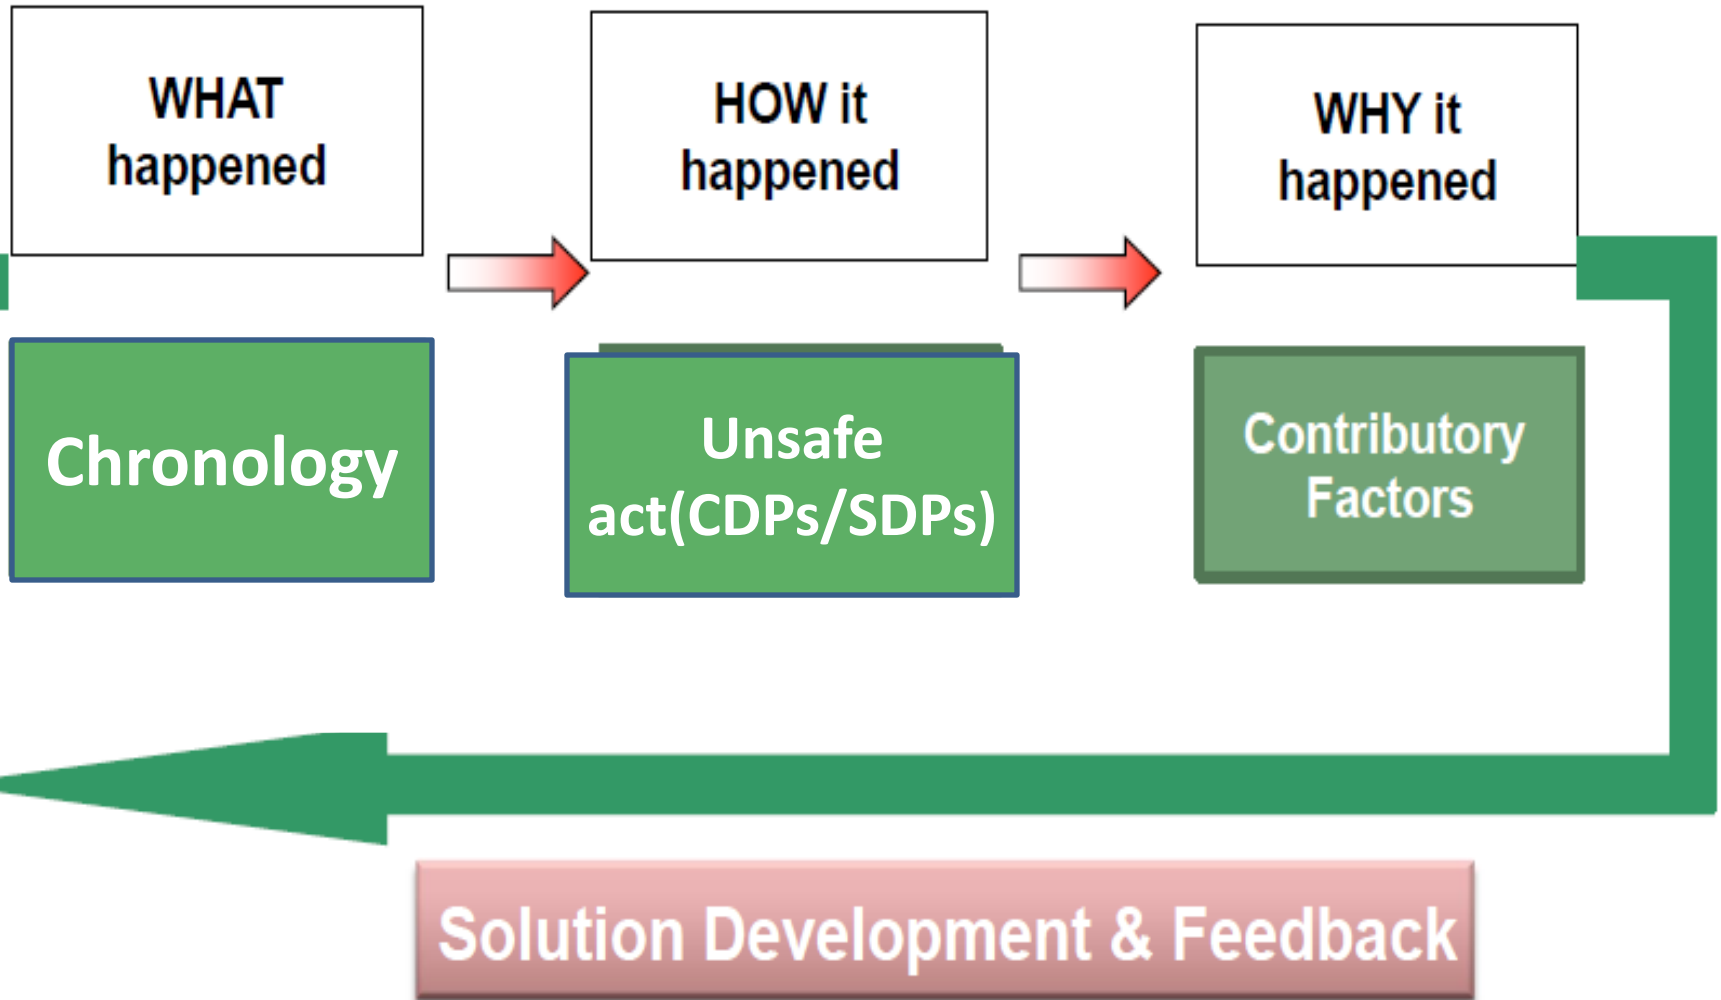 WHAT
happened
HOW it
happened
WHY it
happened
Chronology
Unsafe
act(CDPs/SDPs)
Contributory
Factors
Solution Development & Feedback